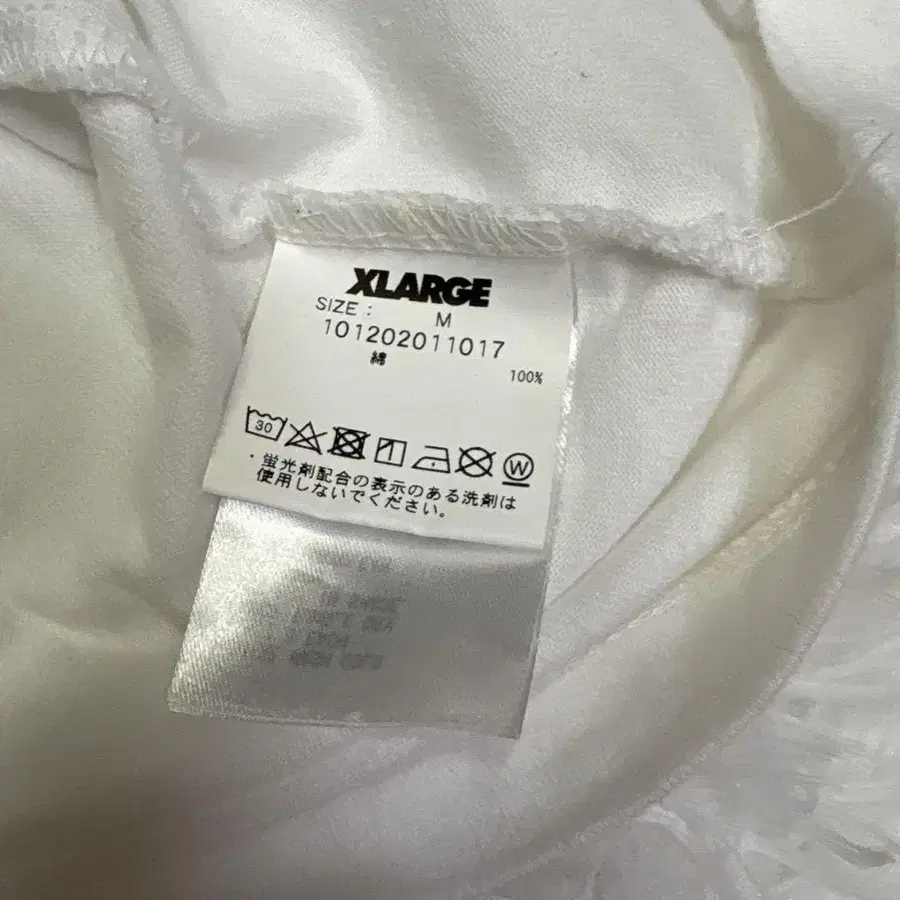 XLARGE
SIZE : M
101202011017
綿 100%
30
W
・蛍光剤配合の表示のある洗剤は
使用しないでください。